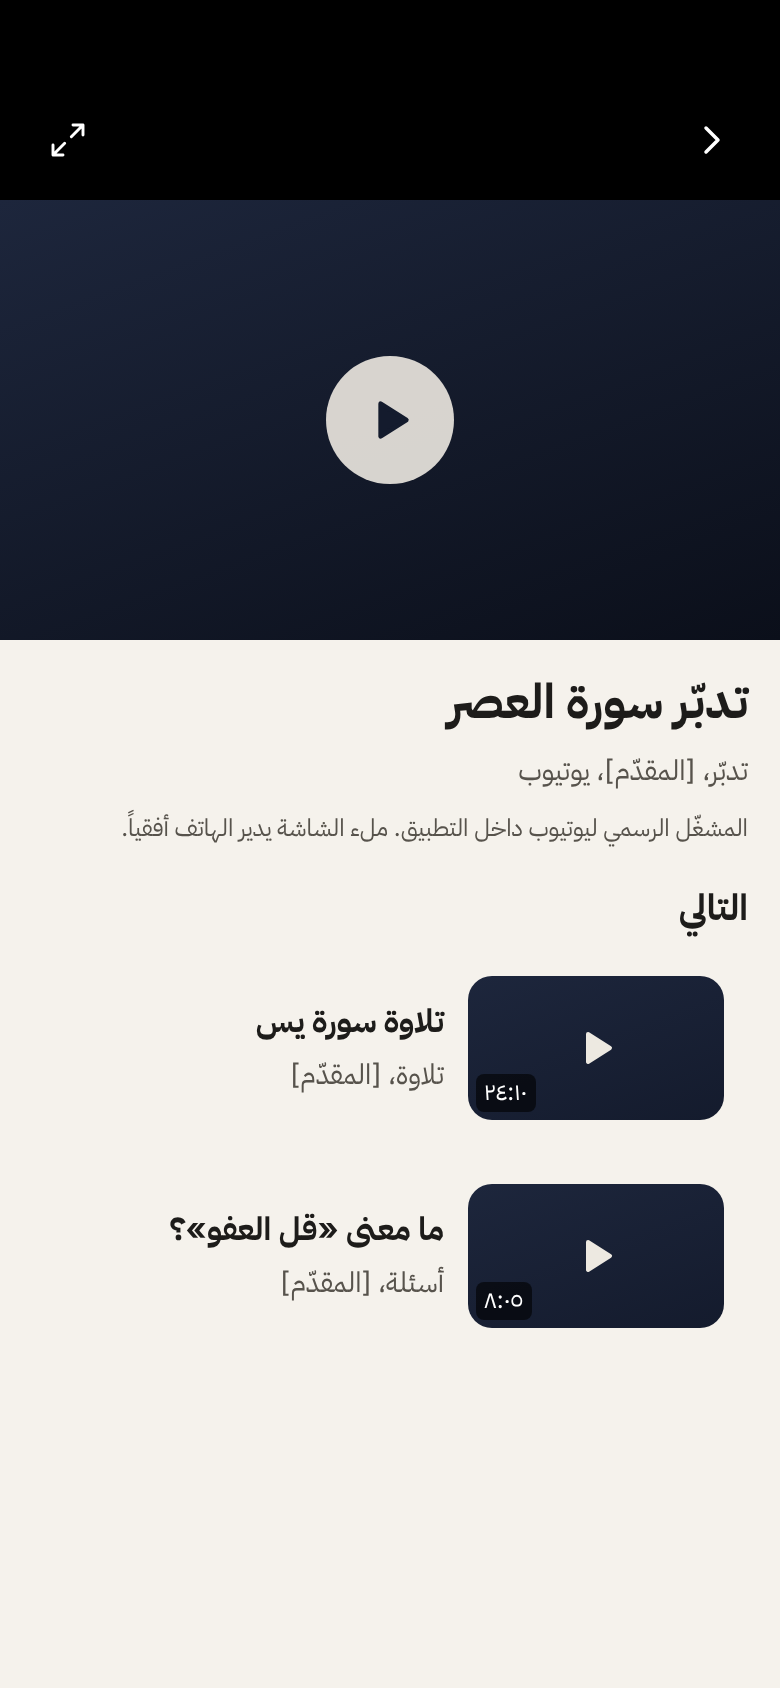 تدبّر سورة العصر
تدبّر، [المقدّم]، يوتيوب
المشغّل الرسمي ليوتيوب داخل التطبيق. ملء الشاشة يدير الهاتف أفقياً.
التالي
تلاوة سورة يس
تلاوة، [المقدّم]
٢٤:١٠
ما معنى «قل العفو»؟
أسئلة، [المقدّم]
٨:٠٥